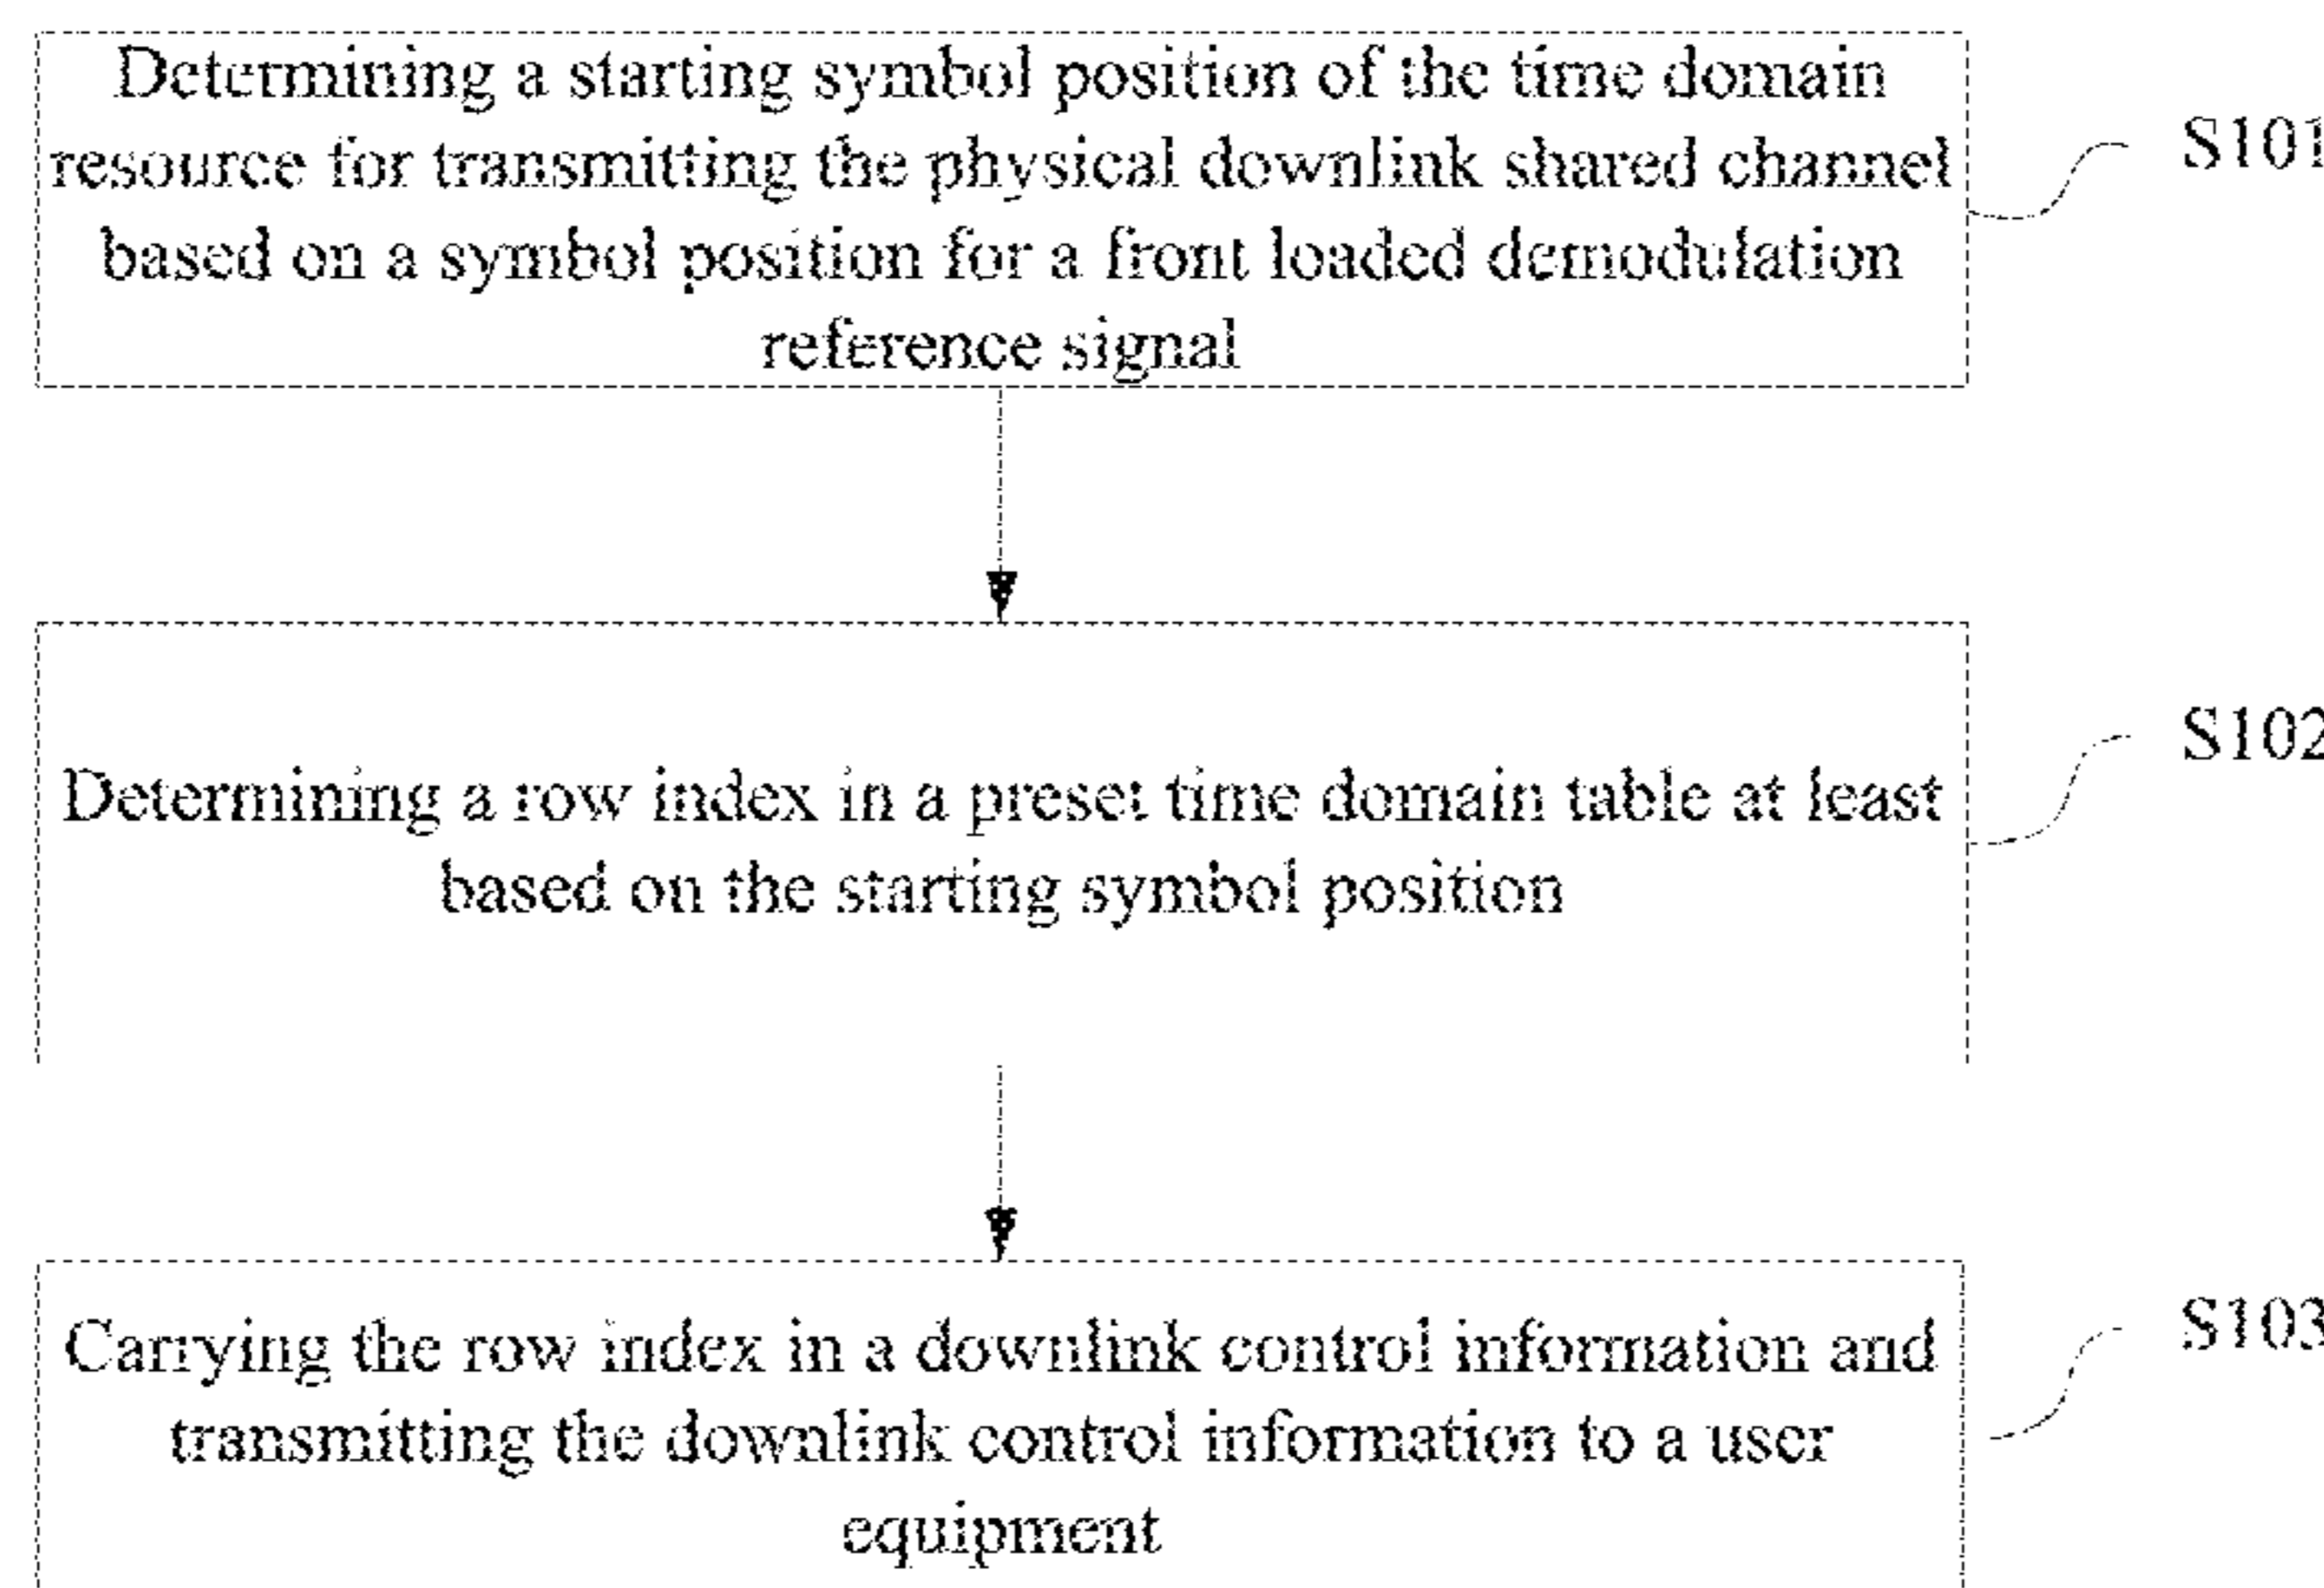 Determining a starting symbol position of the time domain
resource for transmitting the physical downlink shared channel
based on a symbol position for a front loaded demodulation
reference signal
S101
Determining a row index in a preset time domain table at least
based on the starting symbol position
S102
Carrying the row index in a downlink control information and
transmitting the downlink control information to a user
equipment
S103